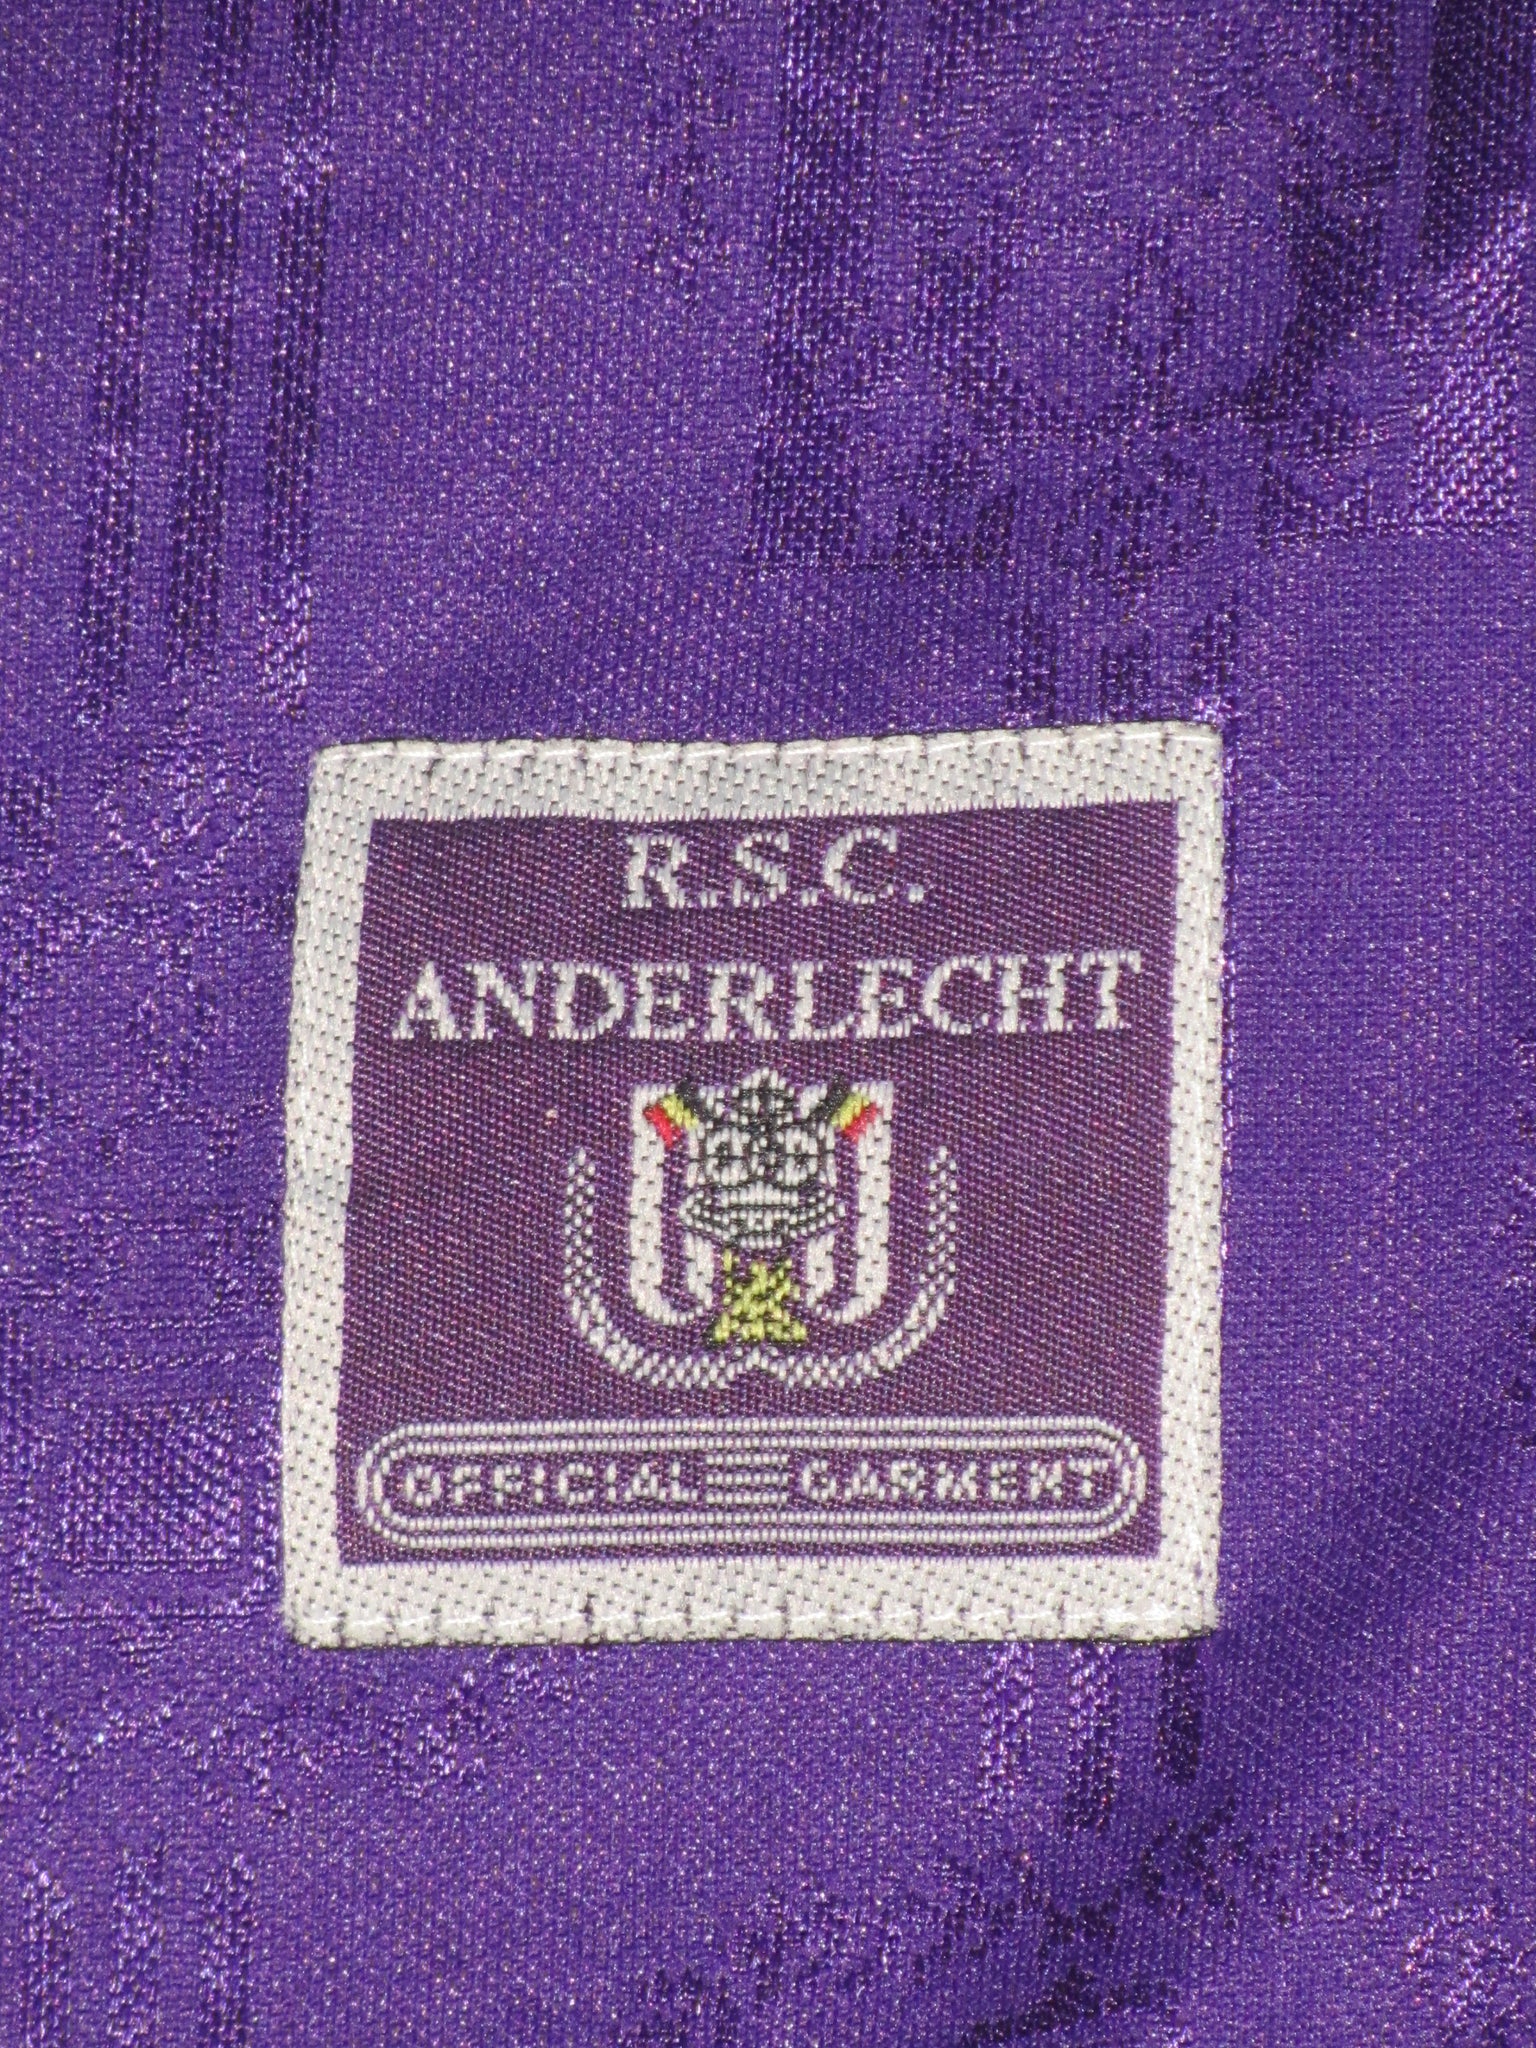 R.S.C.
ANDERLECHT
OFFICIAL GARMENT